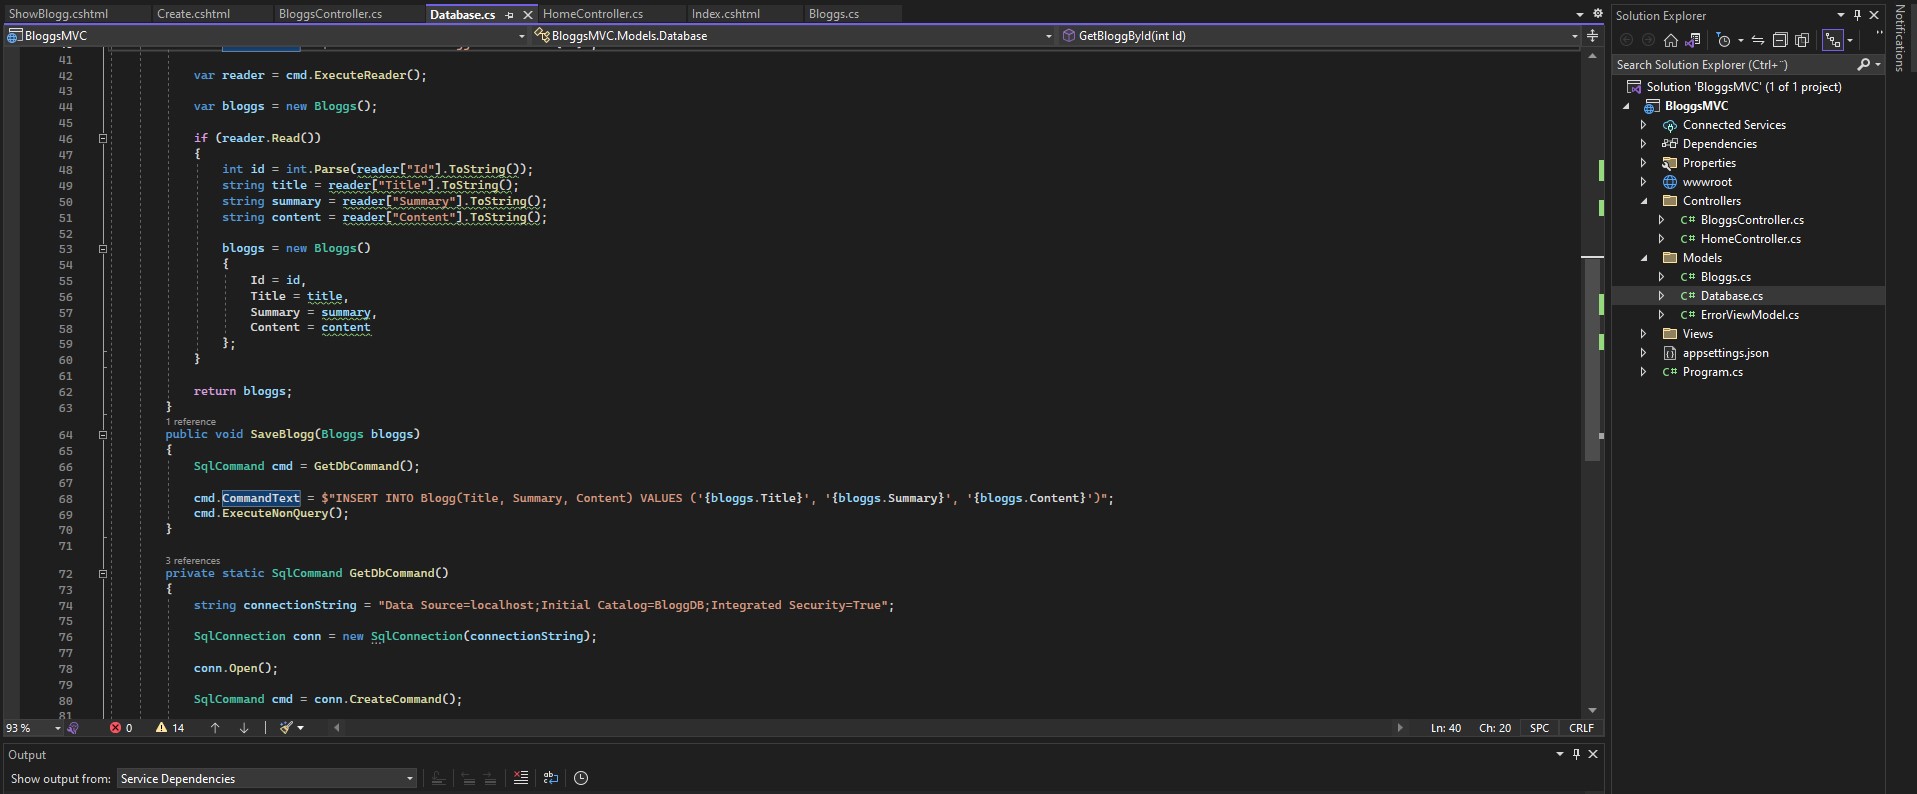 ShowBlogg.cshtml Create.cshtml BloggsController.cs Database.cs HomeController.cs Index.cshtml Bloggs.cs
BloggsMVC BloggsMVC.Models.Database GetBloggById(int Id)
41
42 var reader = cmd.ExecuteReader();
43
44 var bloggs = new Bloggs();
45
46 if (reader.Read())
47 {
48 int id = int.Parse(reader["Id"].ToString());
49 string title = reader["Title"].ToString();
50 string summary = reader["Summary"].ToString();
51 string content = reader["Content"].ToString();
52
53 bloggs = new Bloggs()
54 {
55 Id = id,
56 Title = title,
57 Summary = summary,
58 Content = content
59 };
60 }
61
62 return bloggs;
63 }
1 reference
64 public void SaveBlogg(Bloggs bloggs)
65 {
66 SqlCommand cmd = GetDbCommand();
67
68 cmd.CommandText = $"INSERT INTO Blogg(Title, Summary, Content) VALUES ('{bloggs.Title}', '{bloggs.Summary}', '{bloggs.Content}')";
69 cmd.ExecuteNonQuery();
70 }
71
3 references
72 private static SqlCommand GetDbCommand()
73 {
74 string connectionString = "Data Source=localhost;Initial Catalog=BloggDB;Integrated Security=True";
75
76 SqlConnection conn = new SqlConnection(connectionString);
77
78 conn.Open();
79
80 SqlCommand cmd = conn.CreateCommand();
81
93 % 0 14 Ln: 40 Ch: 20 SPC CRLF
Output
Show output from: Service Dependencies
Solution Explorer
Search Solution Explorer (Ctrl+¨)
Solution 'BloggsMVC' (1 of 1 project)
BloggsMVC
Connected Services
Dependencies
Properties
wwwroot
Controllers
C# BloggsController.cs
C# HomeController.cs
Models
C# Bloggs.cs
C# Database.cs
C# ErrorViewModel.cs
Views
appsettings.json
C# Program.cs
Notifications